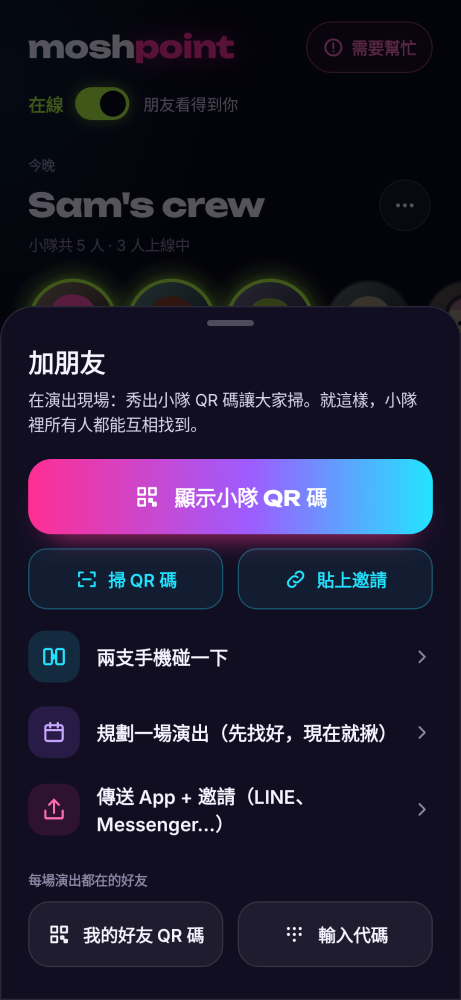 moshpoint
需要幫忙
在線
朋友看得到你
今晚
Sam's crew
小隊共 5 人 · 3 人上線中
加朋友
在演出現場：秀出小隊 QR 碼讓大家掃。就這樣，小隊
裡所有人都能互相找到。
顯示小隊 QR 碼
掃 QR 碼
貼上邀請
兩支手機碰一下
規劃一場演出（先找好，現在就揪）
傳送 App + 邀請（LINE、
Messenger…）
每場演出都在的好友
我的好友 QR 碼
輸入代碼